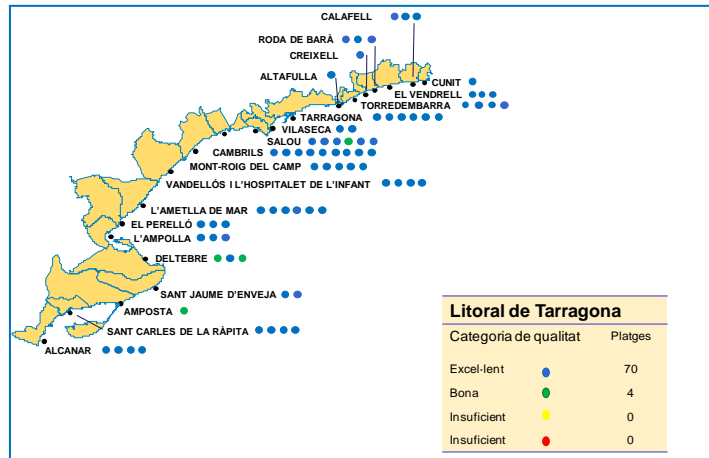 CALAFELL
RODA DE BARÀ
CREIXELL
ALTAFULLA
CUNIT
EL VENDRELL
TORREDEMBARRA
TARRAGONA
VILASECA
SALOU
CAMBRILS
MONT-ROIG DEL CAMP
VANDELLÓS I L'HOSPITALET DE L'INFANT
L'AMETLLA DE MAR
EL PERELLÓ
L'AMPOLLA
DELTEBRE
SANT JAUME D'ENVEJA
AMPOSTA
SANT CARLES DE LA RÀPITA
ALCANAR
Litoral de Tarragona
Categoria de qualitat Platges
Excel·lent 70
Bona 4
Insuficient 0
Insuficient 0